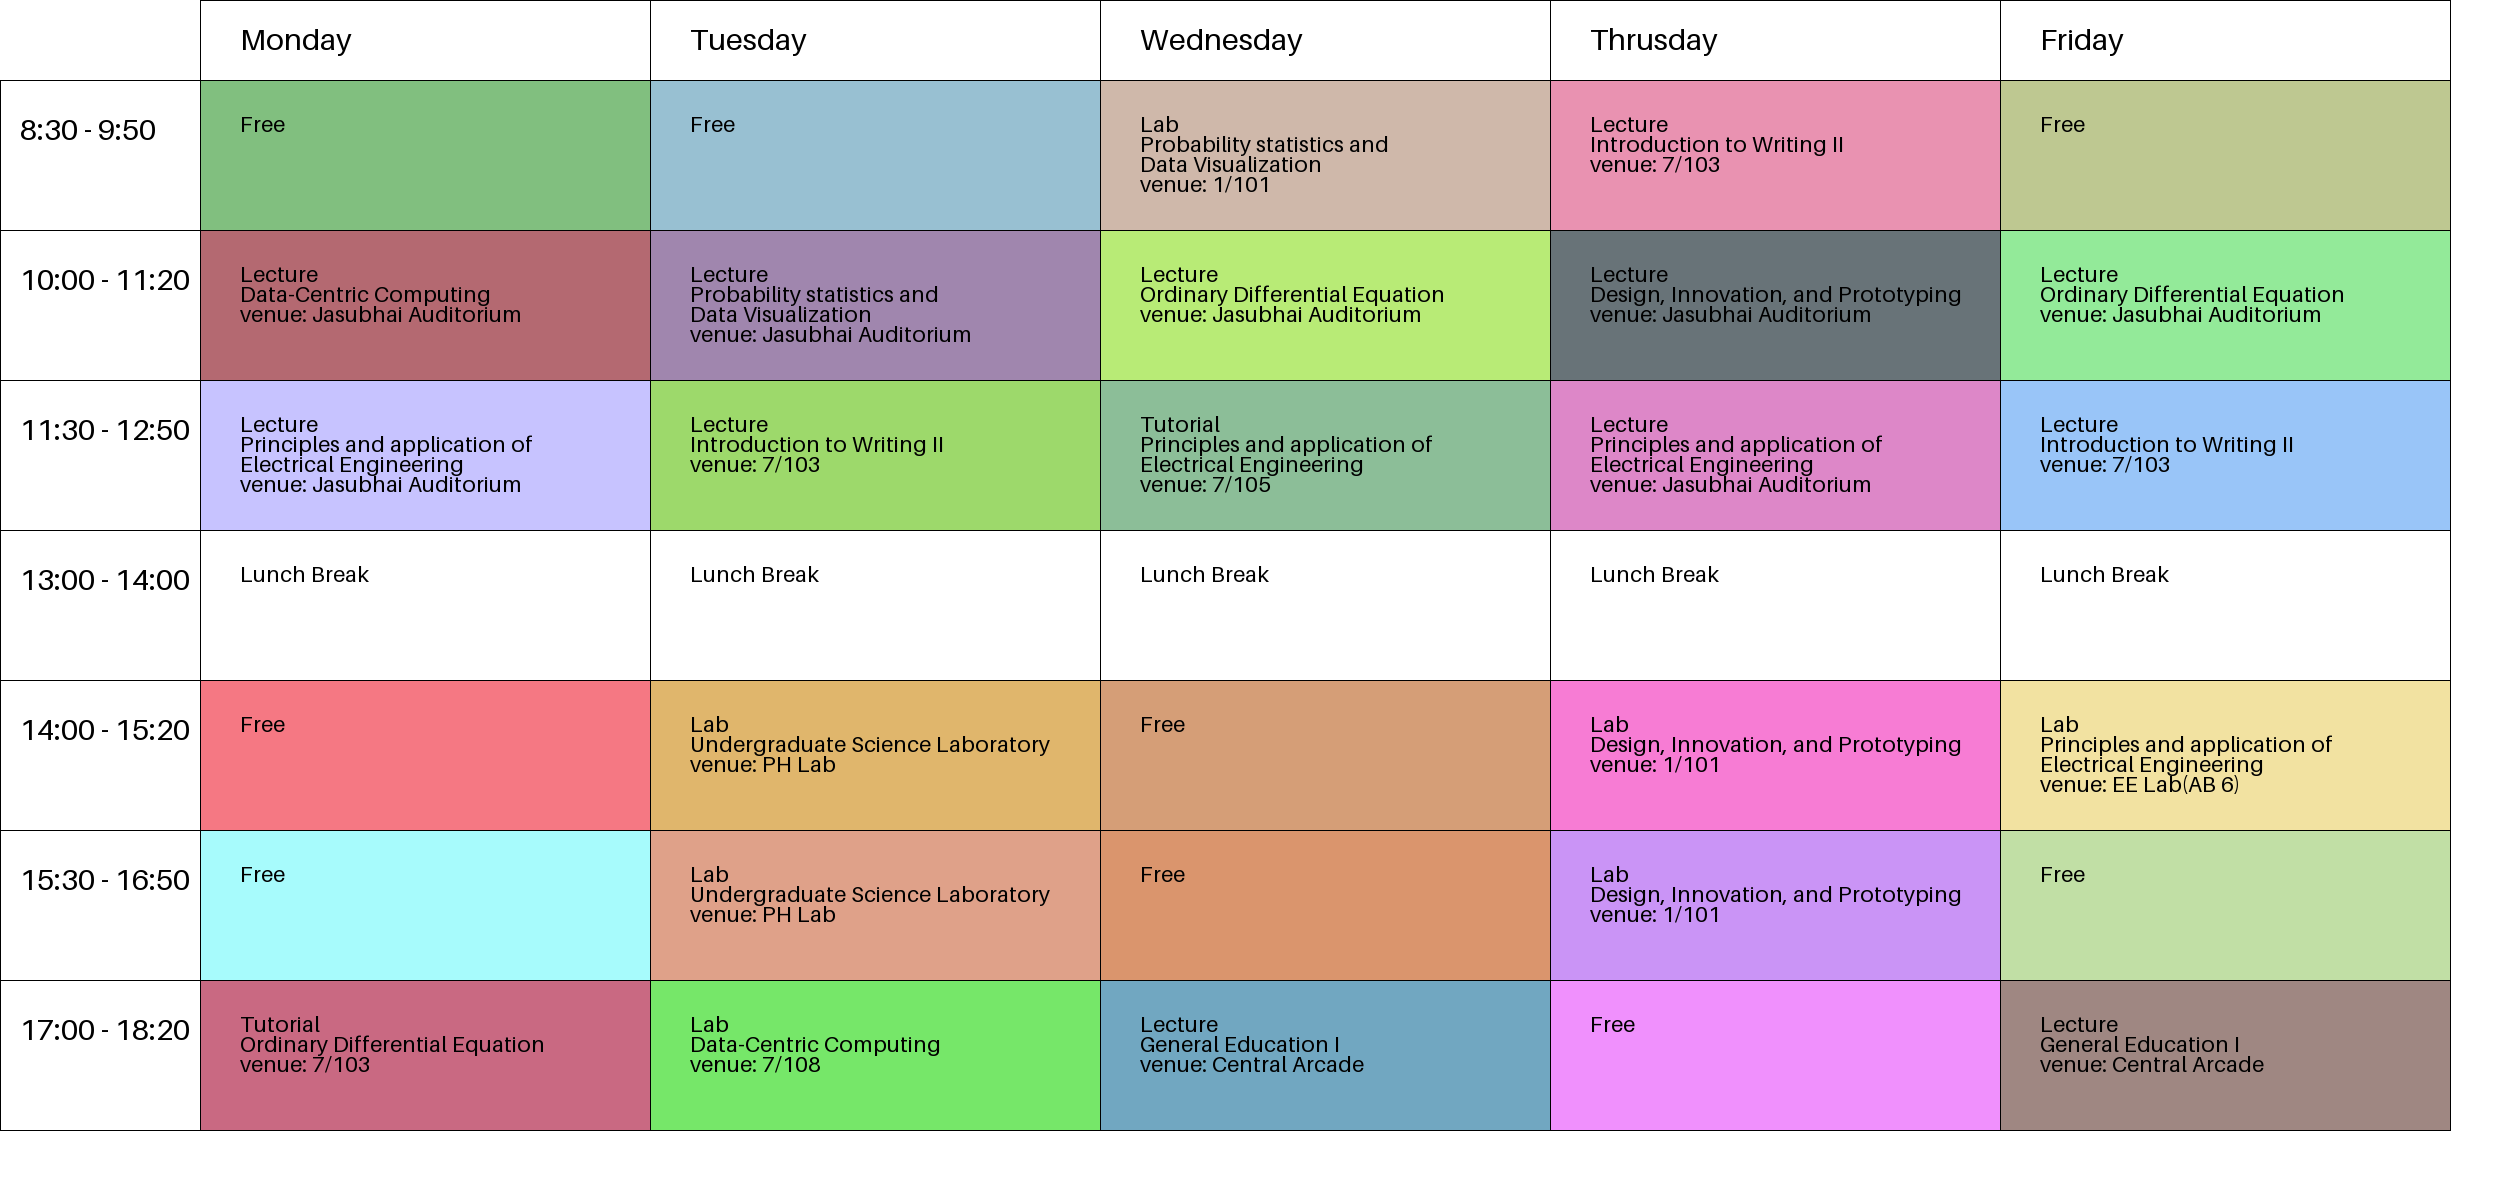 Monday
Tuesday
Wednesday
Thrusday
Friday
8:30 - 9:50
Free
Free
Lab
Probability statistics and
Data Visualization
venue: 1/101
Lecture
Introduction to Writing II
venue: 7/103
Free
10:00 - 11:20
Lecture
Data-Centric Computing
venue: Jasubhai Auditorium
Lecture
Probability statistics and
Data Visualization
venue: Jasubhai Auditorium
Lecture
Ordinary Differential Equation
venue: Jasubhai Auditorium
Lecture
Design, Innovation, and Prototyping
venue: Jasubhai Auditorium
Lecture
Ordinary Differential Equation
venue: Jasubhai Auditorium
11:30 - 12:50
Lecture
Principles and application of
Electrical Engineering
venue: Jasubhai Auditorium
Lecture
Introduction to Writing II
venue: 7/103
Tutorial
Principles and application of
Electrical Engineering
venue: 7/105
Lecture
Principles and application of
Electrical Engineering
venue: Jasubhai Auditorium
Lecture
Introduction to Writing II
venue: 7/103
13:00 - 14:00
Lunch Break
Lunch Break
Lunch Break
Lunch Break
Lunch Break
14:00 - 15:20
Free
Lab
Undergraduate Science Laboratory
venue: PH Lab
Free
Lab
Design, Innovation, and Prototyping
venue: 1/101
Lab
Principles and application of
Electrical Engineering
venue: EE Lab(AB 6)
15:30 - 16:50
Free
Lab
Undergraduate Science Laboratory
venue: PH Lab
Free
Lab
Design, Innovation, and Prototyping
venue: 1/101
Free
17:00 - 18:20
Tutorial
Ordinary Differential Equation
venue: 7/103
Lab
Data-Centric Computing
venue: 7/108
Lecture
General Education I
venue: Central Arcade
Free
Lecture
General Education I
venue: Central Arcade